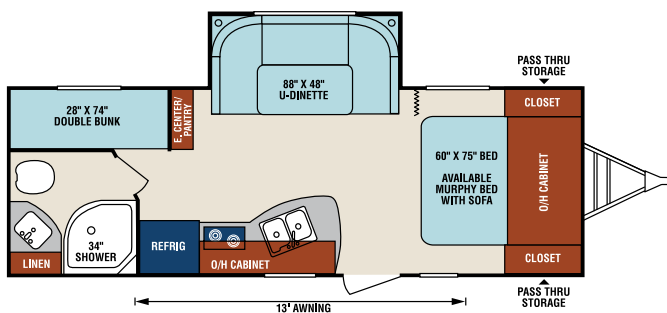 PASS THRU
STORAGE
28" X 74"
DOUBLE BUNK
E. CENTER/
PANTRY
88" X 48"
U-DINETTE
CLOSET
60" X 75" BED
AVAILABLE
MURPHY BED
WITH SOFA
O/H CABINET
34"
SHOWER
LINEN
REFRIG
O/H CABINET
CLOSET
PASS THRU
STORAGE
13' AWNING